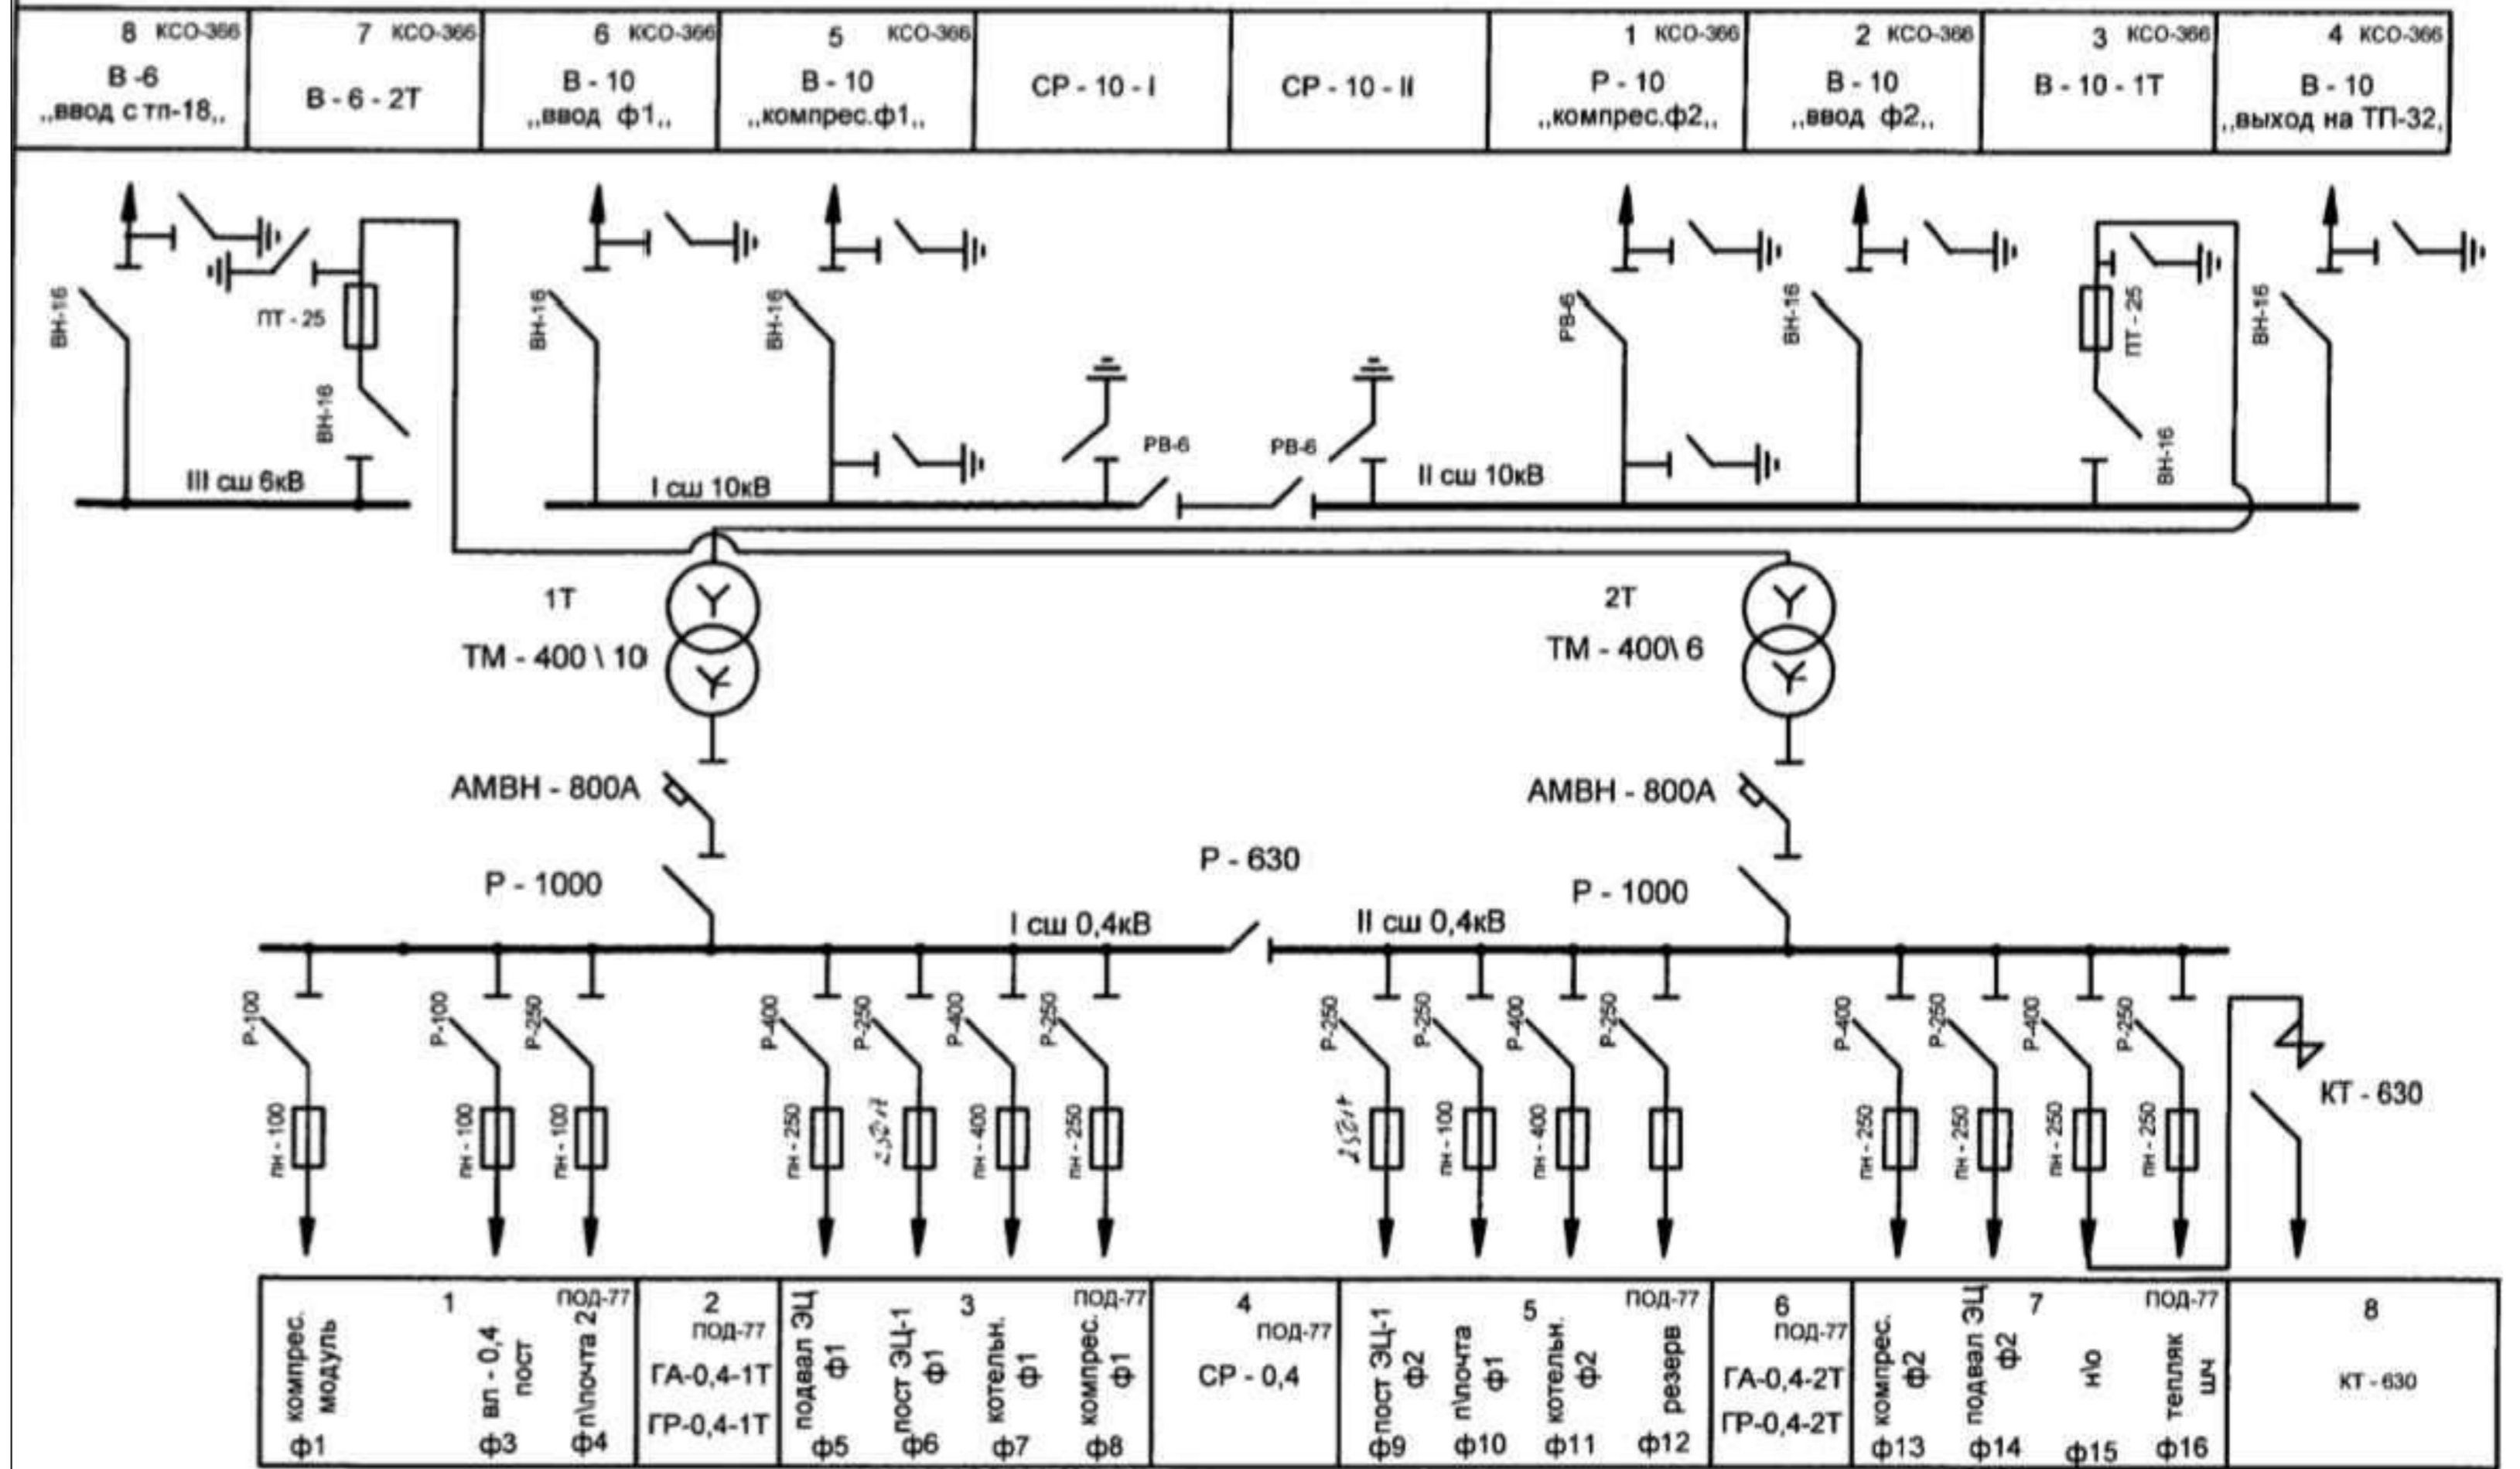 8 КСО-366
В -6
,,ввод с тп-18,,
7 КСО-366
В - 6 - 2Т
6 КСО-366
В - 10
,,ввод ф1,,
5 КСО-366
В - 10
,,компрес.ф1,,
СР - 10 - I
СР - 10 - II
1 КСО-366
Р - 10
,,компрес.ф2,,
2 КСО-366
В - 10
,,ввод ф2,,
3 КСО-366
В - 10 - 1Т
4 КСО-366
В - 10
,,выход на ТП-32,
ВН-16
ПТ - 25
ВН-16
ВН-16
ВН-16
РВ-6
РВ-6
РВ-6
ВН-16
ПТ - 25
ВН-16
ВН-16
III сш 6кВ
I сш 10кВ
II сш 10кВ
1Т
ТМ - 400 \ 10
2Т
ТМ - 400\ 6
АМВН - 800А
АМВН - 800А
Р - 1000
Р - 630
Р - 1000
I сш 0,4кВ
II сш 0,4кВ
Р-100
Р-100
Р-250
Р-400
Р-250
Р-400
Р-250
Р-250
Р-250
Р-400
Р-250
Р-400
Р-250
Р-400
Р-250
КТ - 630
пн - 100
пн - 100
пн - 100
пн - 250
250А
пн - 400
пн - 250
250А
пн - 100
пн - 400
пн - 250
пн - 250
пн - 250
пн - 250
1
ПОД-77
ф1 компрес.
модуль
ф3 вл - 0,4
пост
ф4 п\почта 2
2
ПОД-77
ГА-0,4-1Т
ГР-0,4-1Т
3
ПОД-77
ф5 подвал ЭЦ
ф1
ф6 пост ЭЦ-1
ф1
ф7 котельн.
ф1
ф8 компрес.
ф1
4
ПОД-77
СР - 0,4
5
ПОД-77
ф9 пост ЭЦ-1
ф2
ф10 п\почта
ф1
ф11 котельн.
ф2
ф12 резерв
6
ПОД-77
ГА-0,4-2Т
ГР-0,4-2Т
7
ПОД-77
ф13 компрес.
ф2
ф14 подвал ЭЦ
ф2
ф15 н\о
ф16 тепляк
шч
8
КТ - 630